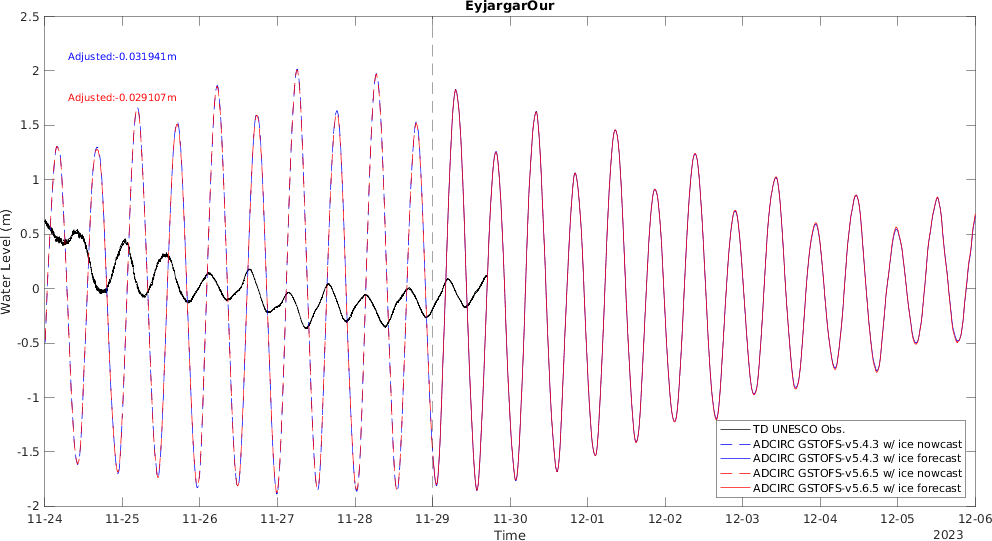 EyjargarOur
2.5
2
1.5
1
0.5
0
-0.5
-1
-1.5
-2
Water Level (m)
Adjusted:-0.031941m
Adjusted:-0.029107m
TD UNESCO Obs.
ADCIRC GSTOFS-v5.4.3 w/ ice nowcast
ADCIRC GSTOFS-v5.4.3 w/ ice forecast
ADCIRC GSTOFS-v5.6.5 w/ ice nowcast
ADCIRC GSTOFS-v5.6.5 w/ ice forecast
11-24 11-25 11-26 11-27 11-28 11-29 11-30 12-01 12-02 12-03 12-04 12-05 12-06
Time
2023